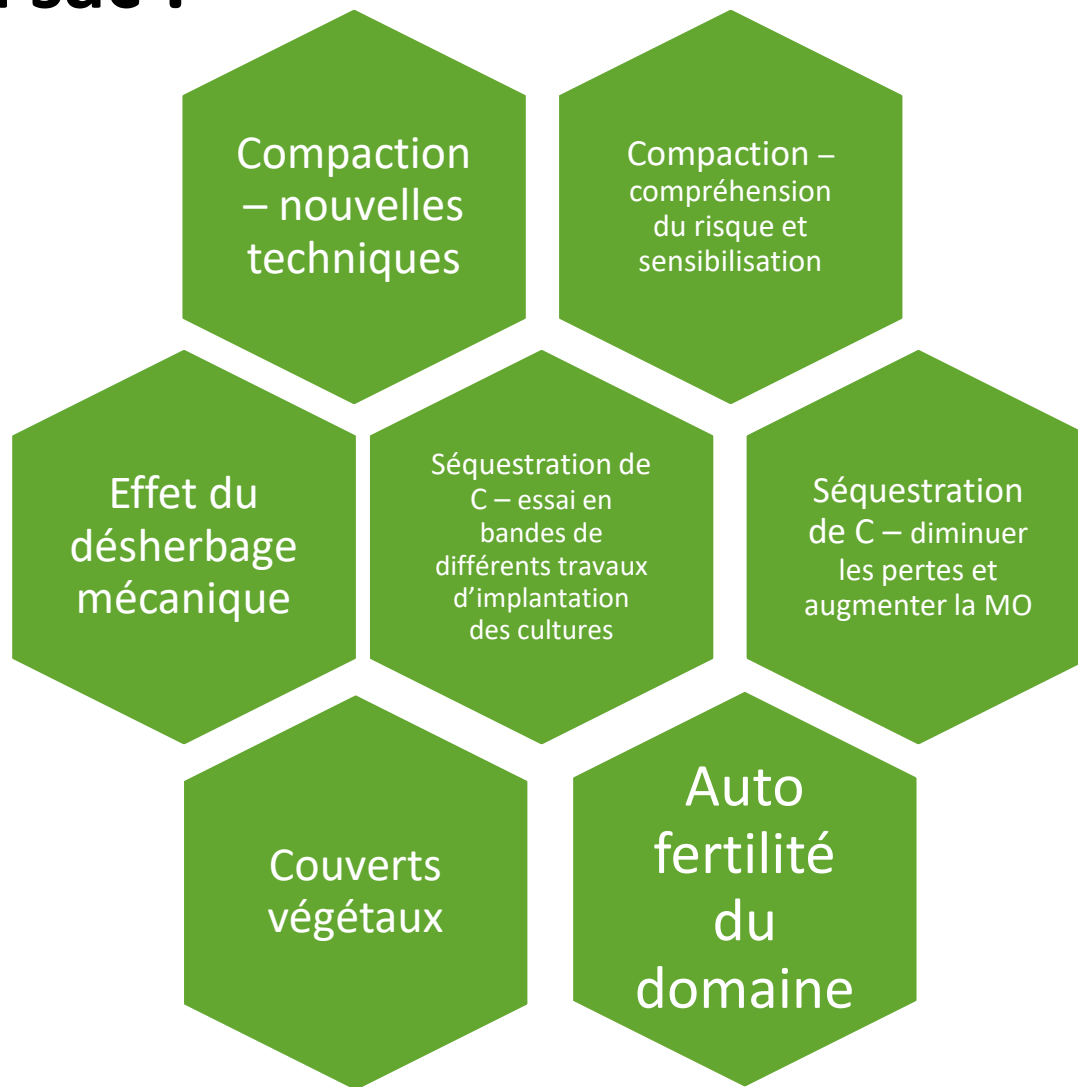 sac :
Compaction
– nouvelles
techniques
Compaction –
compréhension
du risque et
sensibilisation
Effet du
désherbage
mécanique
Séquestration de
C – essai en
bandes de
différents travaux
d’implantation
des cultures
Séquestration
de C – diminuer
les pertes et
augmenter la MO
Couverts
végétaux
Auto
fertilité
du
domaine